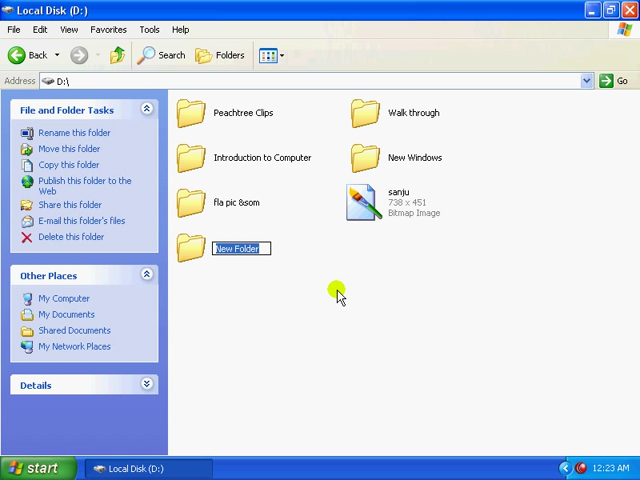 Local Disk (D:)
File Edit View Favorites Tools Help
Back Search Folders
Address D:\ Go
File and Folder Tasks
Rename this folder
Move this folder
Copy this folder
Publish this folder to the
Web
Share this folder
E-mail this folder's files
Delete this folder
Other Places
My Computer
My Documents
Shared Documents
My Network Places
Details
Peachtree Clips
Walk through
Introduction to Computer
New Windows
fla pic &som
sanju
738 x 451
Bitmap Image
New Folder
start
Local Disk (D:)
12:23 AM